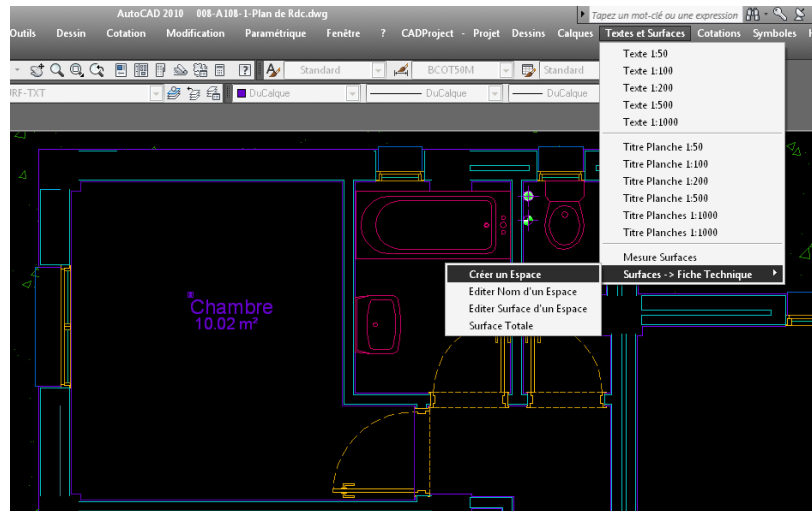 AutoCAD 2010 008-A108-1-Plan de Rdc.dwg
Tapez un mot-clé ou une expression
Outils Dessin Cotation Modification Paramétrique Fenêtre ? CADProject - Projet Dessins Calques Textes et Surfaces Cotations Symboles
Standard BCOT50M Standard
RF-TXT DuCalque DuCalque DuCalque
Texte 1:50
Texte 1:100
Texte 1:200
Texte 1:500
Texte 1:1000
Titre Planche 1:50
Titre Planche 1:100
Titre Planche 1:200
Titre Planche 1:500
Titre Planches 1:1000
Titre Planches 1:1000
Mesure Surfaces
Surfaces -> Fiche Technique
Créer un Espace
Editer Nom d'un Espace
Editer Surface d'un Espace
Surface Totale
Chambre
10.02 m²